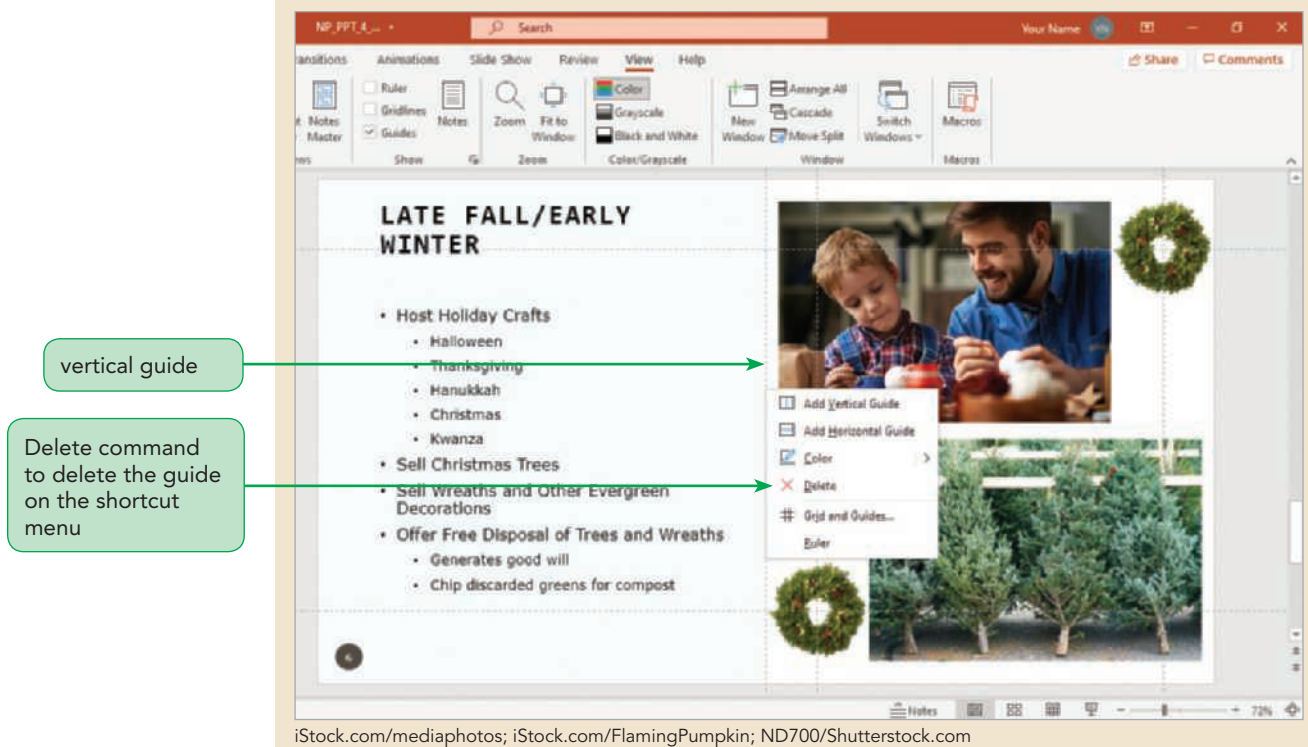 NP_PPT_4_...
Search
Your Name
Transitions Animations Slide Show Review View Help
Share Comments
Notes Master
Ruler
Gridlines
Guides
Show
Notes
Zoom
Fit to Window
Zoom
Color
Grayscale
Black and White
Color/Grayscale
New Window
Arrange All
Cascade
Move Split
Switch Windows
Window
Macros
Macros
LATE FALL/EARLY
WINTER
• Host Holiday Crafts
• Halloween
• Thanksgiving
• Hanukkah
• Christmas
• Kwanza
• Sell Christmas Trees
• Sell Wreaths and Other Evergreen
Decorations
• Offer Free Disposal of Trees and Wreaths
• Generates good will
• Chip discarded greens for compost
vertical guide
Delete command
to delete the guide
on the shortcut
menu
Add Vertical Guide
Add Horizontal Guide
Color
Delete
Grid and Guides...
Ruler
Notes
72%
iStock.com/mediaphotos; iStock.com/FlamingPumpkin; ND700/Shutterstock.com